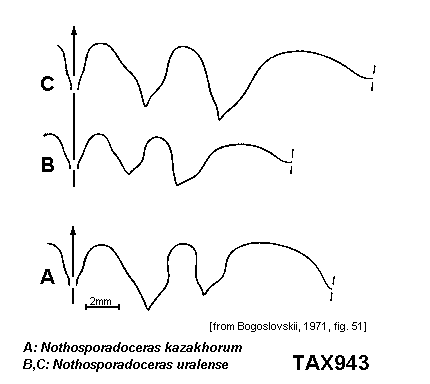 C
B
A
2mm
[from Bogoslovskii, 1971, fig. 51]
A: Nothosporadoceras kazakhorum
B,C: Nothosporadoceras uralense
TAX943